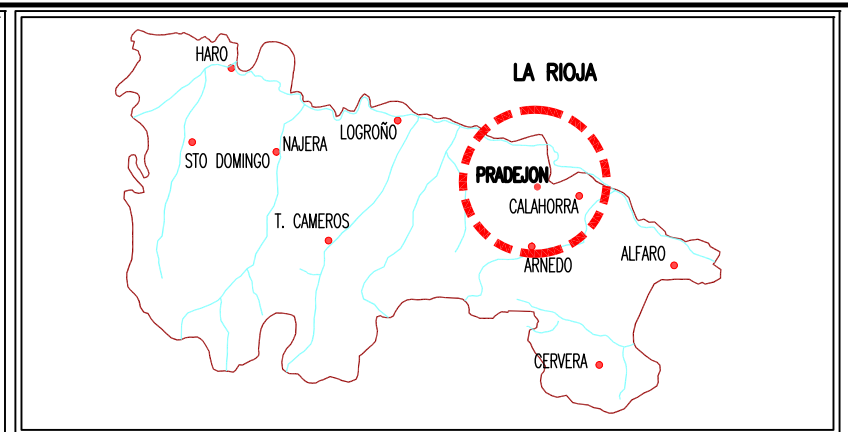 HARO
LA RIOJA
LOGROÑO
NAJERA
STO DOMINGO
PRADEJON
CALAHORRA
T. CAMEROS
ALFARO
ARNEDO
CERVERA